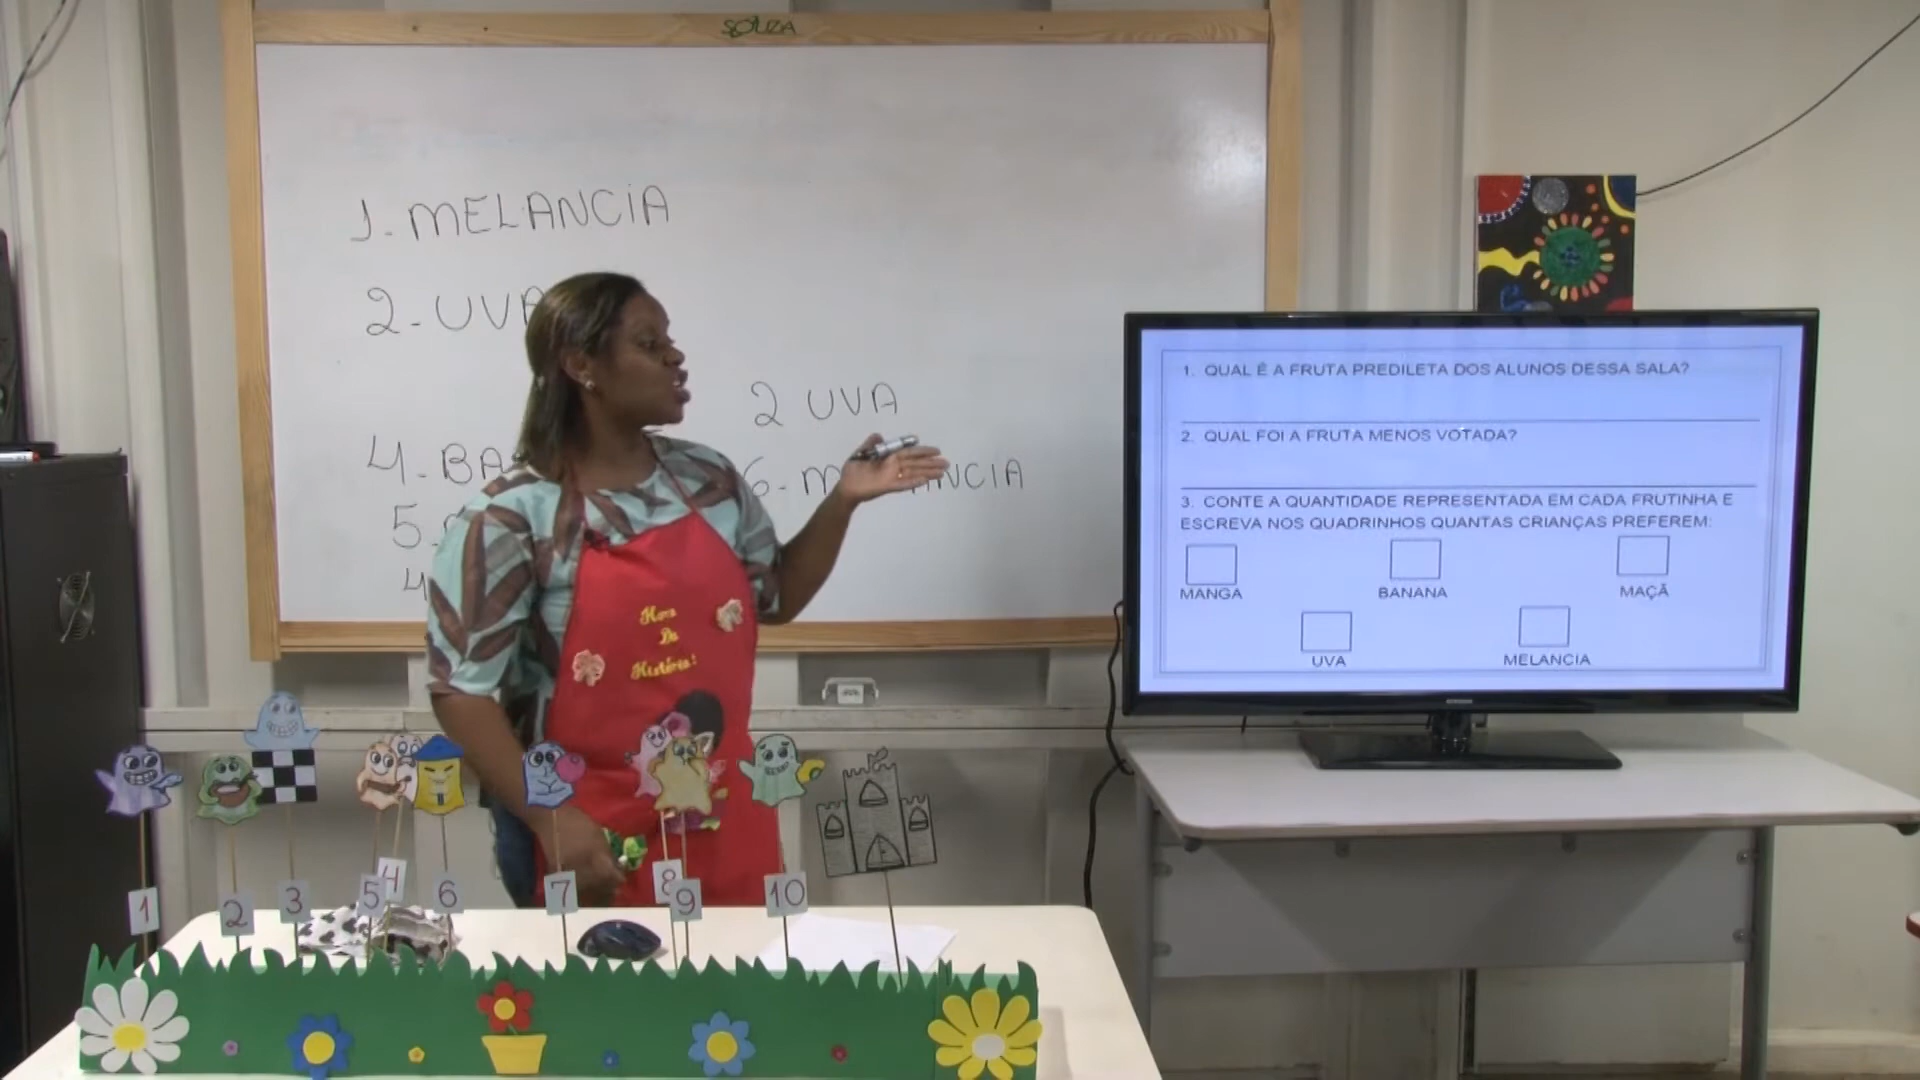 SOUZA
1. MELANCIA
2-UVA
4-BA
5.
4
2 UVA
6-
1. QUAL É A FRUTA PREDILETA DOS ALUNOS DESSA SALA?
2. QUAL FOI A FRUTA MENOS VOTADA?
3. CONTE A QUANTIDADE REPRESENTADA EM CADA FRUTINHA E
ESCREVA NOS QUADRINHOS QUANTAS CRIANÇAS PREFEREM:
MANGA BANANA MAÇÃ
UVA MELANCIA
Hora
Da
História!
1 2 3 5 4 6 7 8 9 10